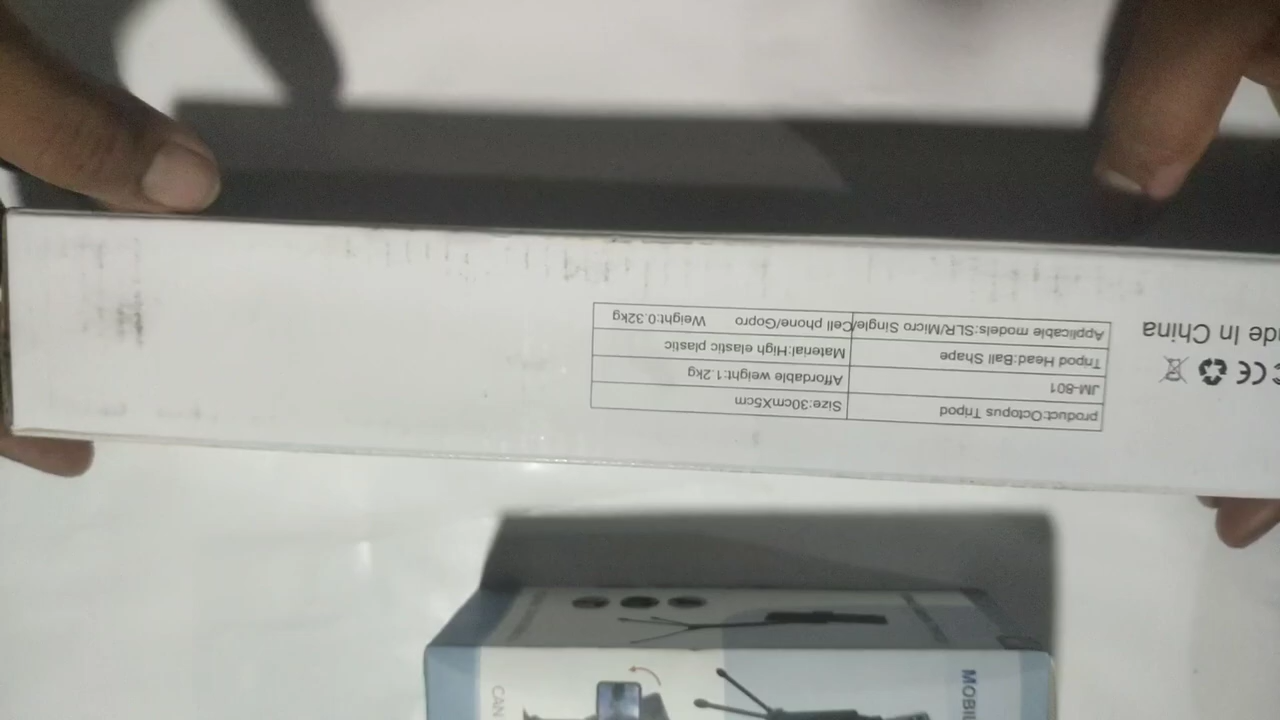 product:Octopus Tripod Size:30cmX5cm
JM-801 Affordable weight:1.2kg
Tripod Head:Ball Shape Material:High elastic plastic
Applicable models:SLR/Micro Single/Cell phone/Gopro Weight:0.32kg
de In China
CAN
MOBIL